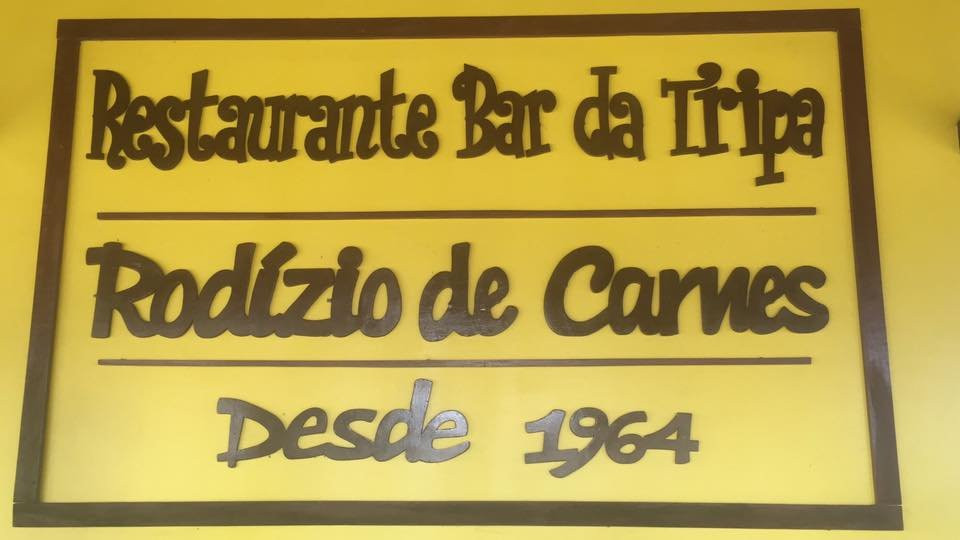 Restaurante Bar da Tripa
Rodízio de Carnes
Desde 1964